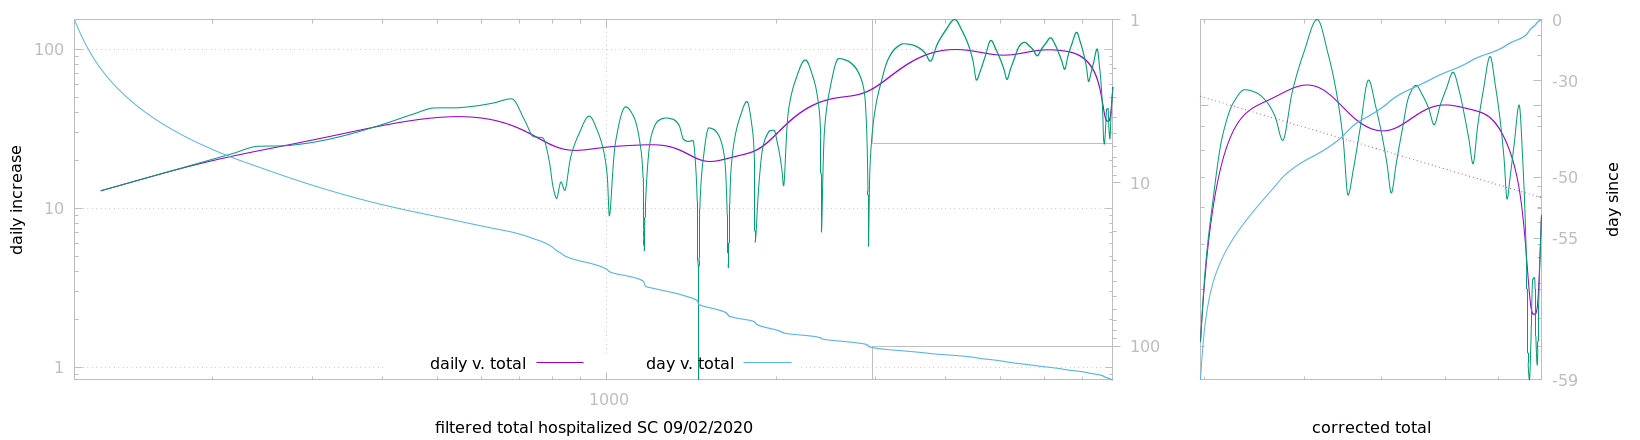 100
10
1
daily increase
1
10
100
daily v. total
day v. total
1000
filtered total hospitalized SC 09/02/2020
0
-30
-50
-55
-59
day since
corrected total